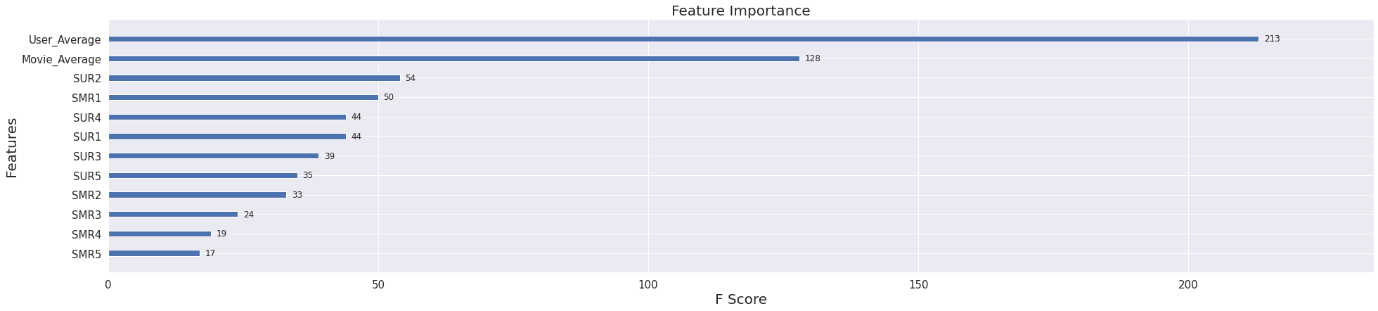 Feature Importance
User_Average 213
Movie_Average 128
SUR2 54
SMR1 50
SUR4 44
SUR1 44
SUR3 39
SUR5 35
SMR2 33
SMR3 24
SMR4 19
SMR5 17
Features
0 50 100 150 200
F Score